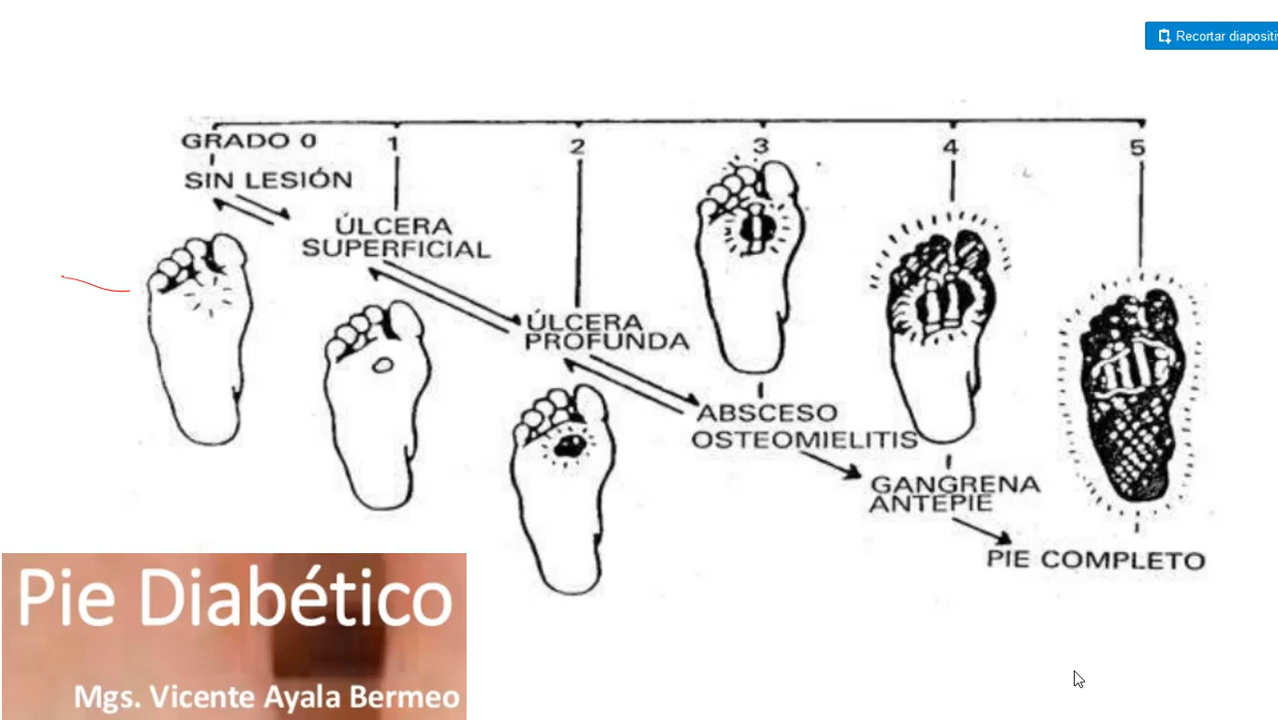 Recortar diapositi
GRADO 0 1 2 3 4 5
SIN LESIÓN
ÚLCERA
SUPERFICIAL
ÚLCERA
PROFUNDA
ABSCESO
OSTEOMIELITIS
GANGRENA
ANTEPIE
PIE COMPLETO
Pie Diabético
Mgs. Vicente Ayala Bermeo